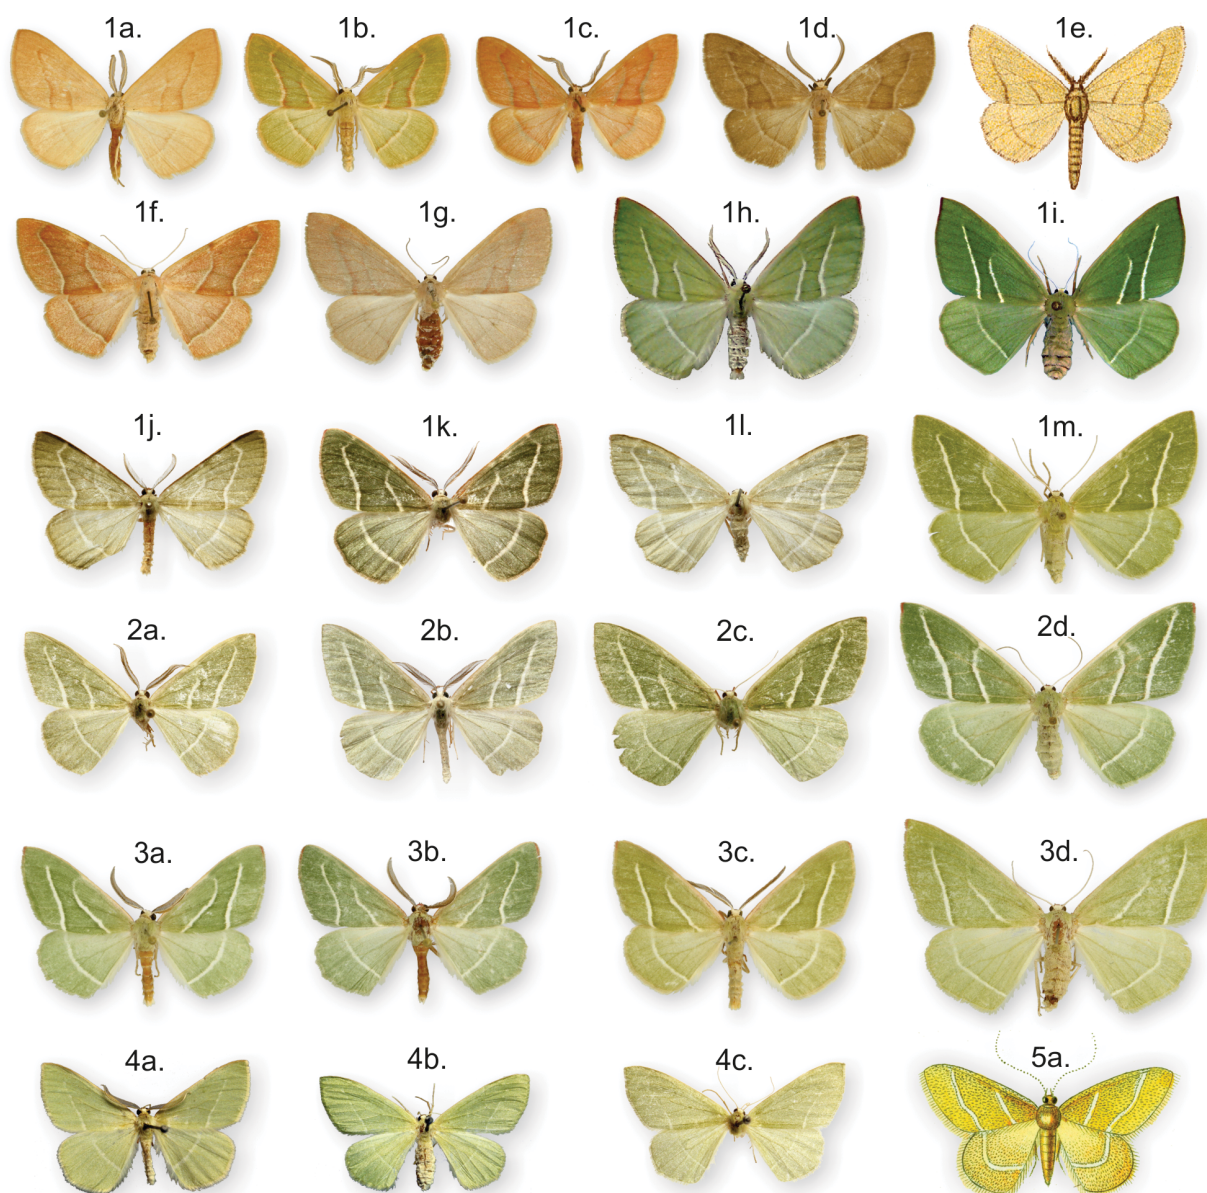 1a. 1b. 1c. 1d. 1e.
1f. 1g. 1h. 1i.
1j. 1k. 1l. 1m.
2a. 2b. 2c. 2d.
3a. 3b. 3c. 3d.
4a. 4b. 4c. 5a.